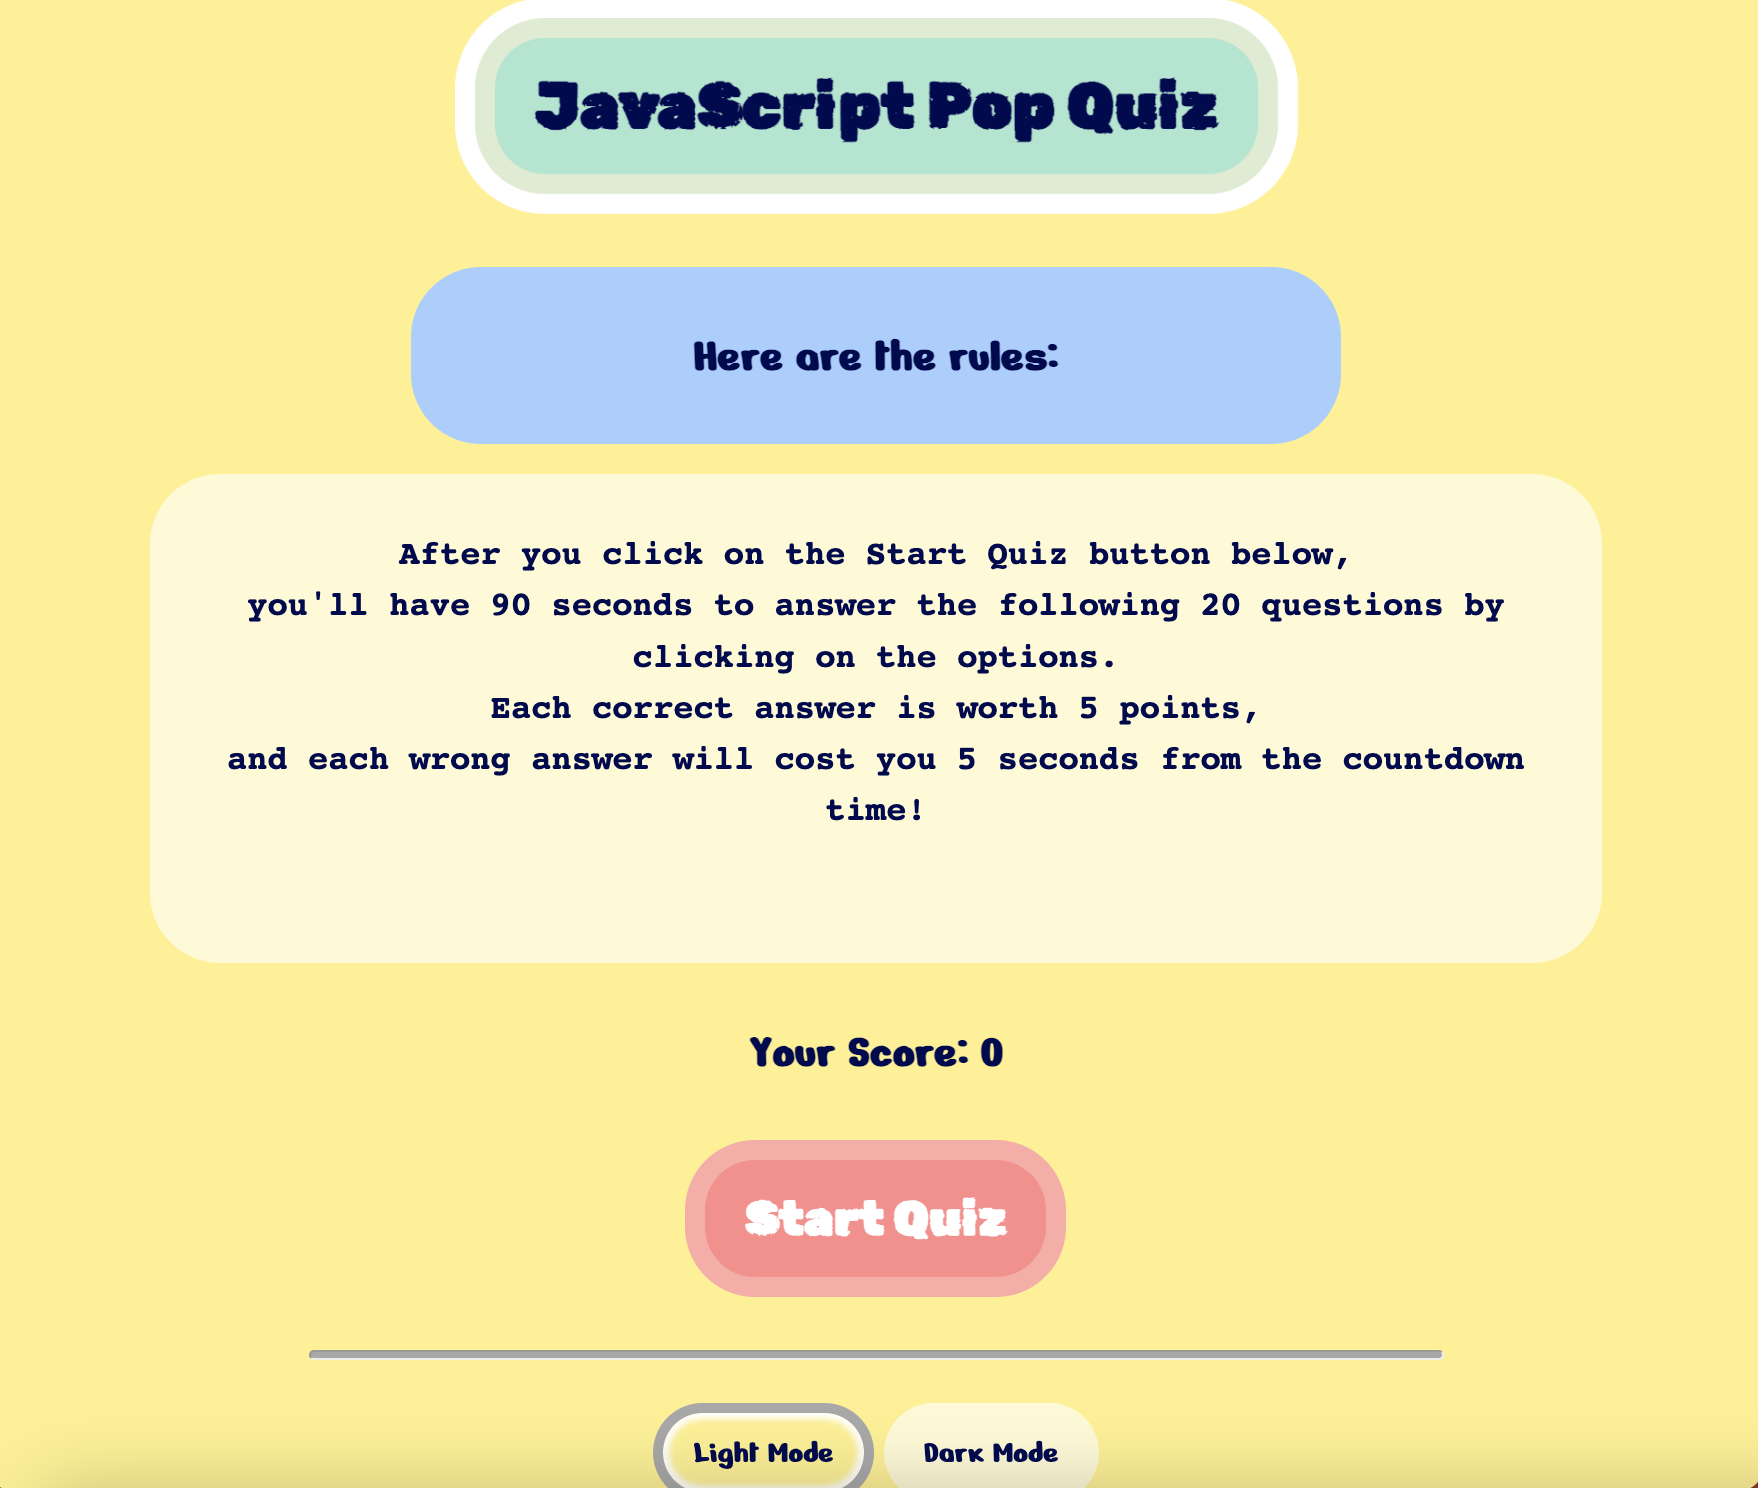 JavaScript Pop Quiz
Here are the rules:
After you click on the Start Quiz button below,
you'll have 90 seconds to answer the following 20 questions by
clicking on the options.
Each correct answer is worth 5 points,
and each wrong answer will cost you 5 seconds from the countdown
time!
Your Score: 0
Start Quiz
Light Mode
Dark Mode